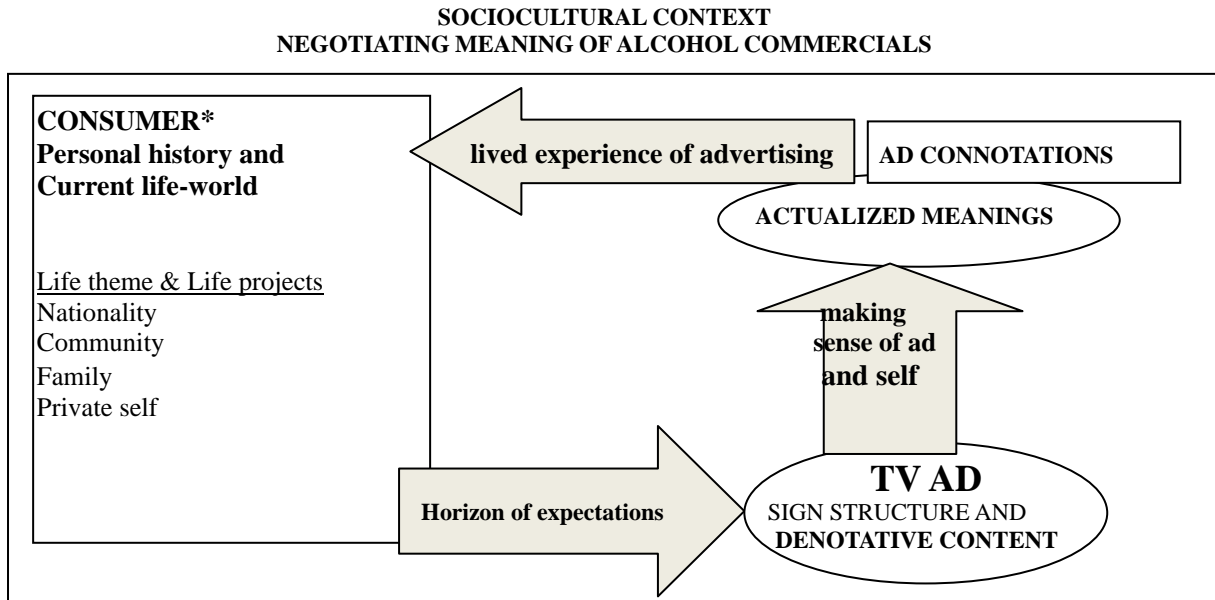 SOCIOCULTURAL CONTEXT
NEGOTIATING MEANING OF ALCOHOL COMMERCIALS
CONSUMER*
Personal history and
Current life-world
Life theme & Life projects
Nationality
Community
Family
Private self
lived experience of advertising
AD CONNOTATIONS
ACTUALIZED MEANINGS
making
sense of ad
and self
Horizon of expectations
TV AD
SIGN STRUCTURE AND
DENOTATIVE CONTENT